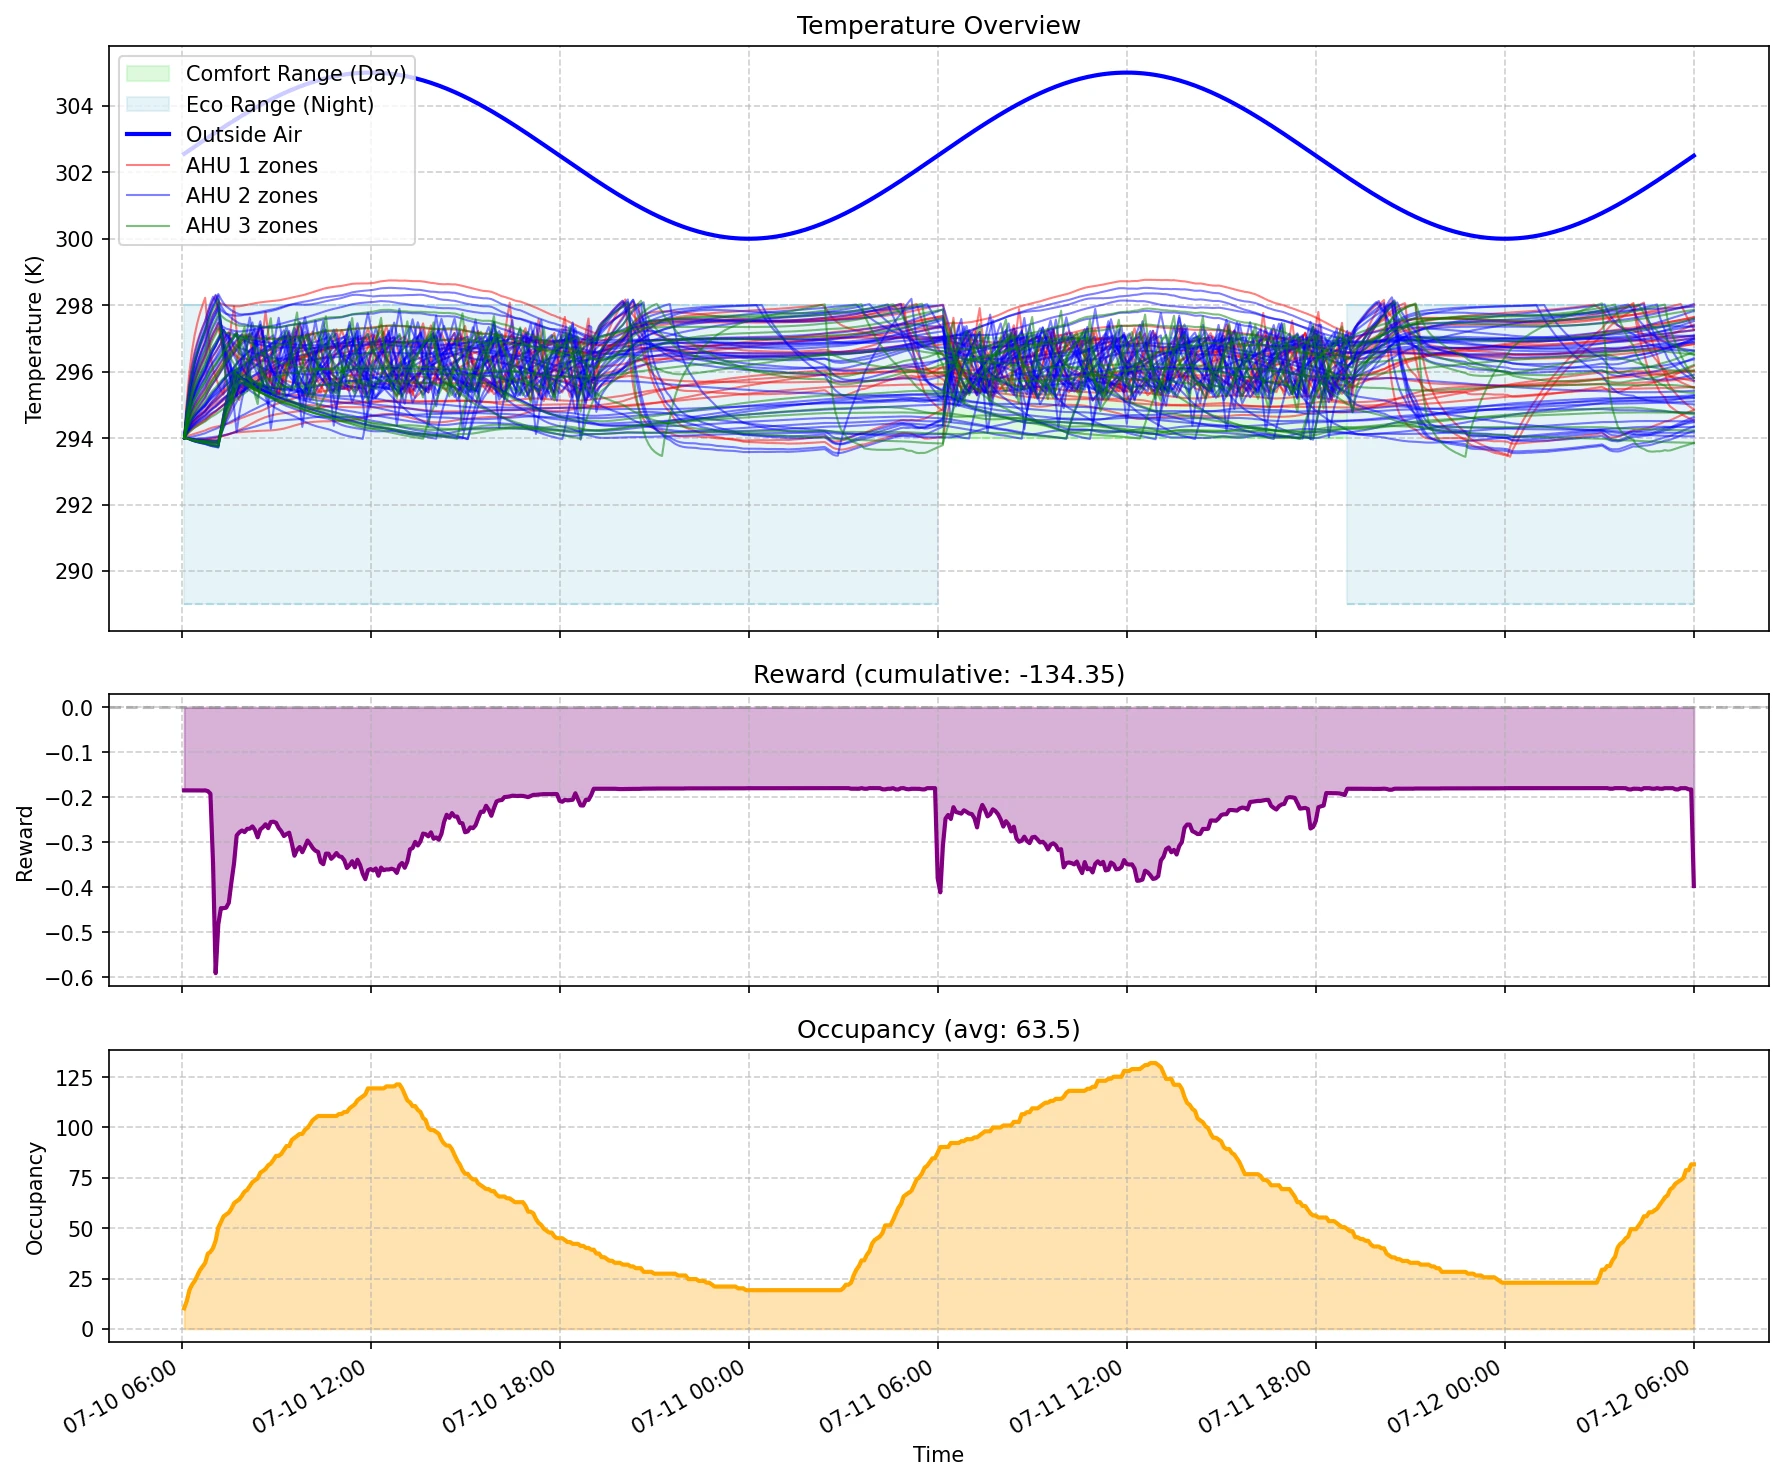 Temperature Overview
Comfort Range (Day)
Eco Range (Night)
Outside Air
AHU 1 zones
AHU 2 zones
AHU 3 zones
Temperature (K)
304
302
300
298
296
294
292
290
Reward (cumulative: -134.35)
Reward
0.0
−0.1
−0.2
−0.3
−0.4
−0.5
−0.6
Occupancy (avg: 63.5)
Occupancy
125
100
75
50
25
0
07-10 06:00
07-10 12:00
07-10 18:00
07-11 00:00
07-11 06:00
07-11 12:00
07-11 18:00
07-12 00:00
07-12 06:00
Time